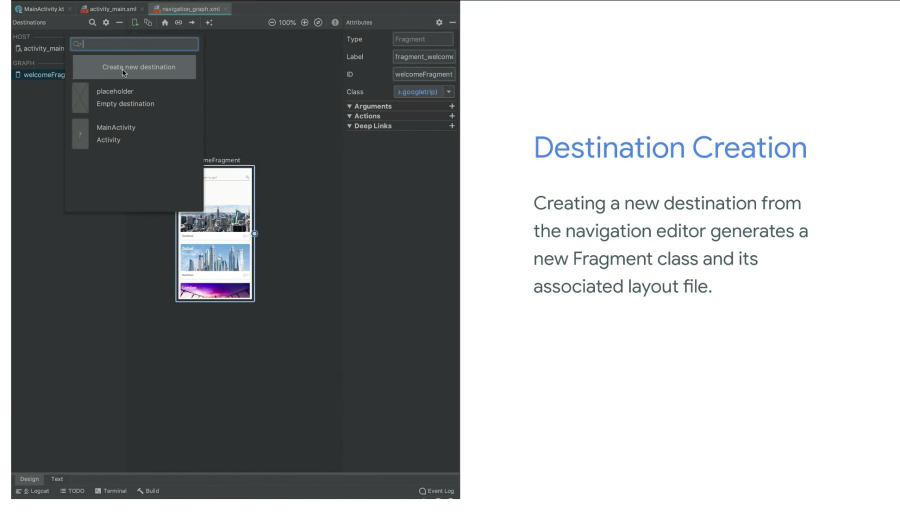 MainActivity.kt
activity_main.xml
navigation_graph.xml
Destinations
100%
Attributes
HOST
activity_main
GRAPH
welcomeFrag
Create new destination
placeholder
Empty destination
MainActivity
Activity
meFragment
Type
Fragment
Label
fragment_welcome
ID
welcomeFragment
Class
s.googletrip)
Arguments
Actions
Deep Links
Destination Creation
Creating a new destination from
the navigation editor generates a
new Fragment class and its
associated layout file.
Design
Text
6: Logcat
TODO
Terminal
Build
Event Log